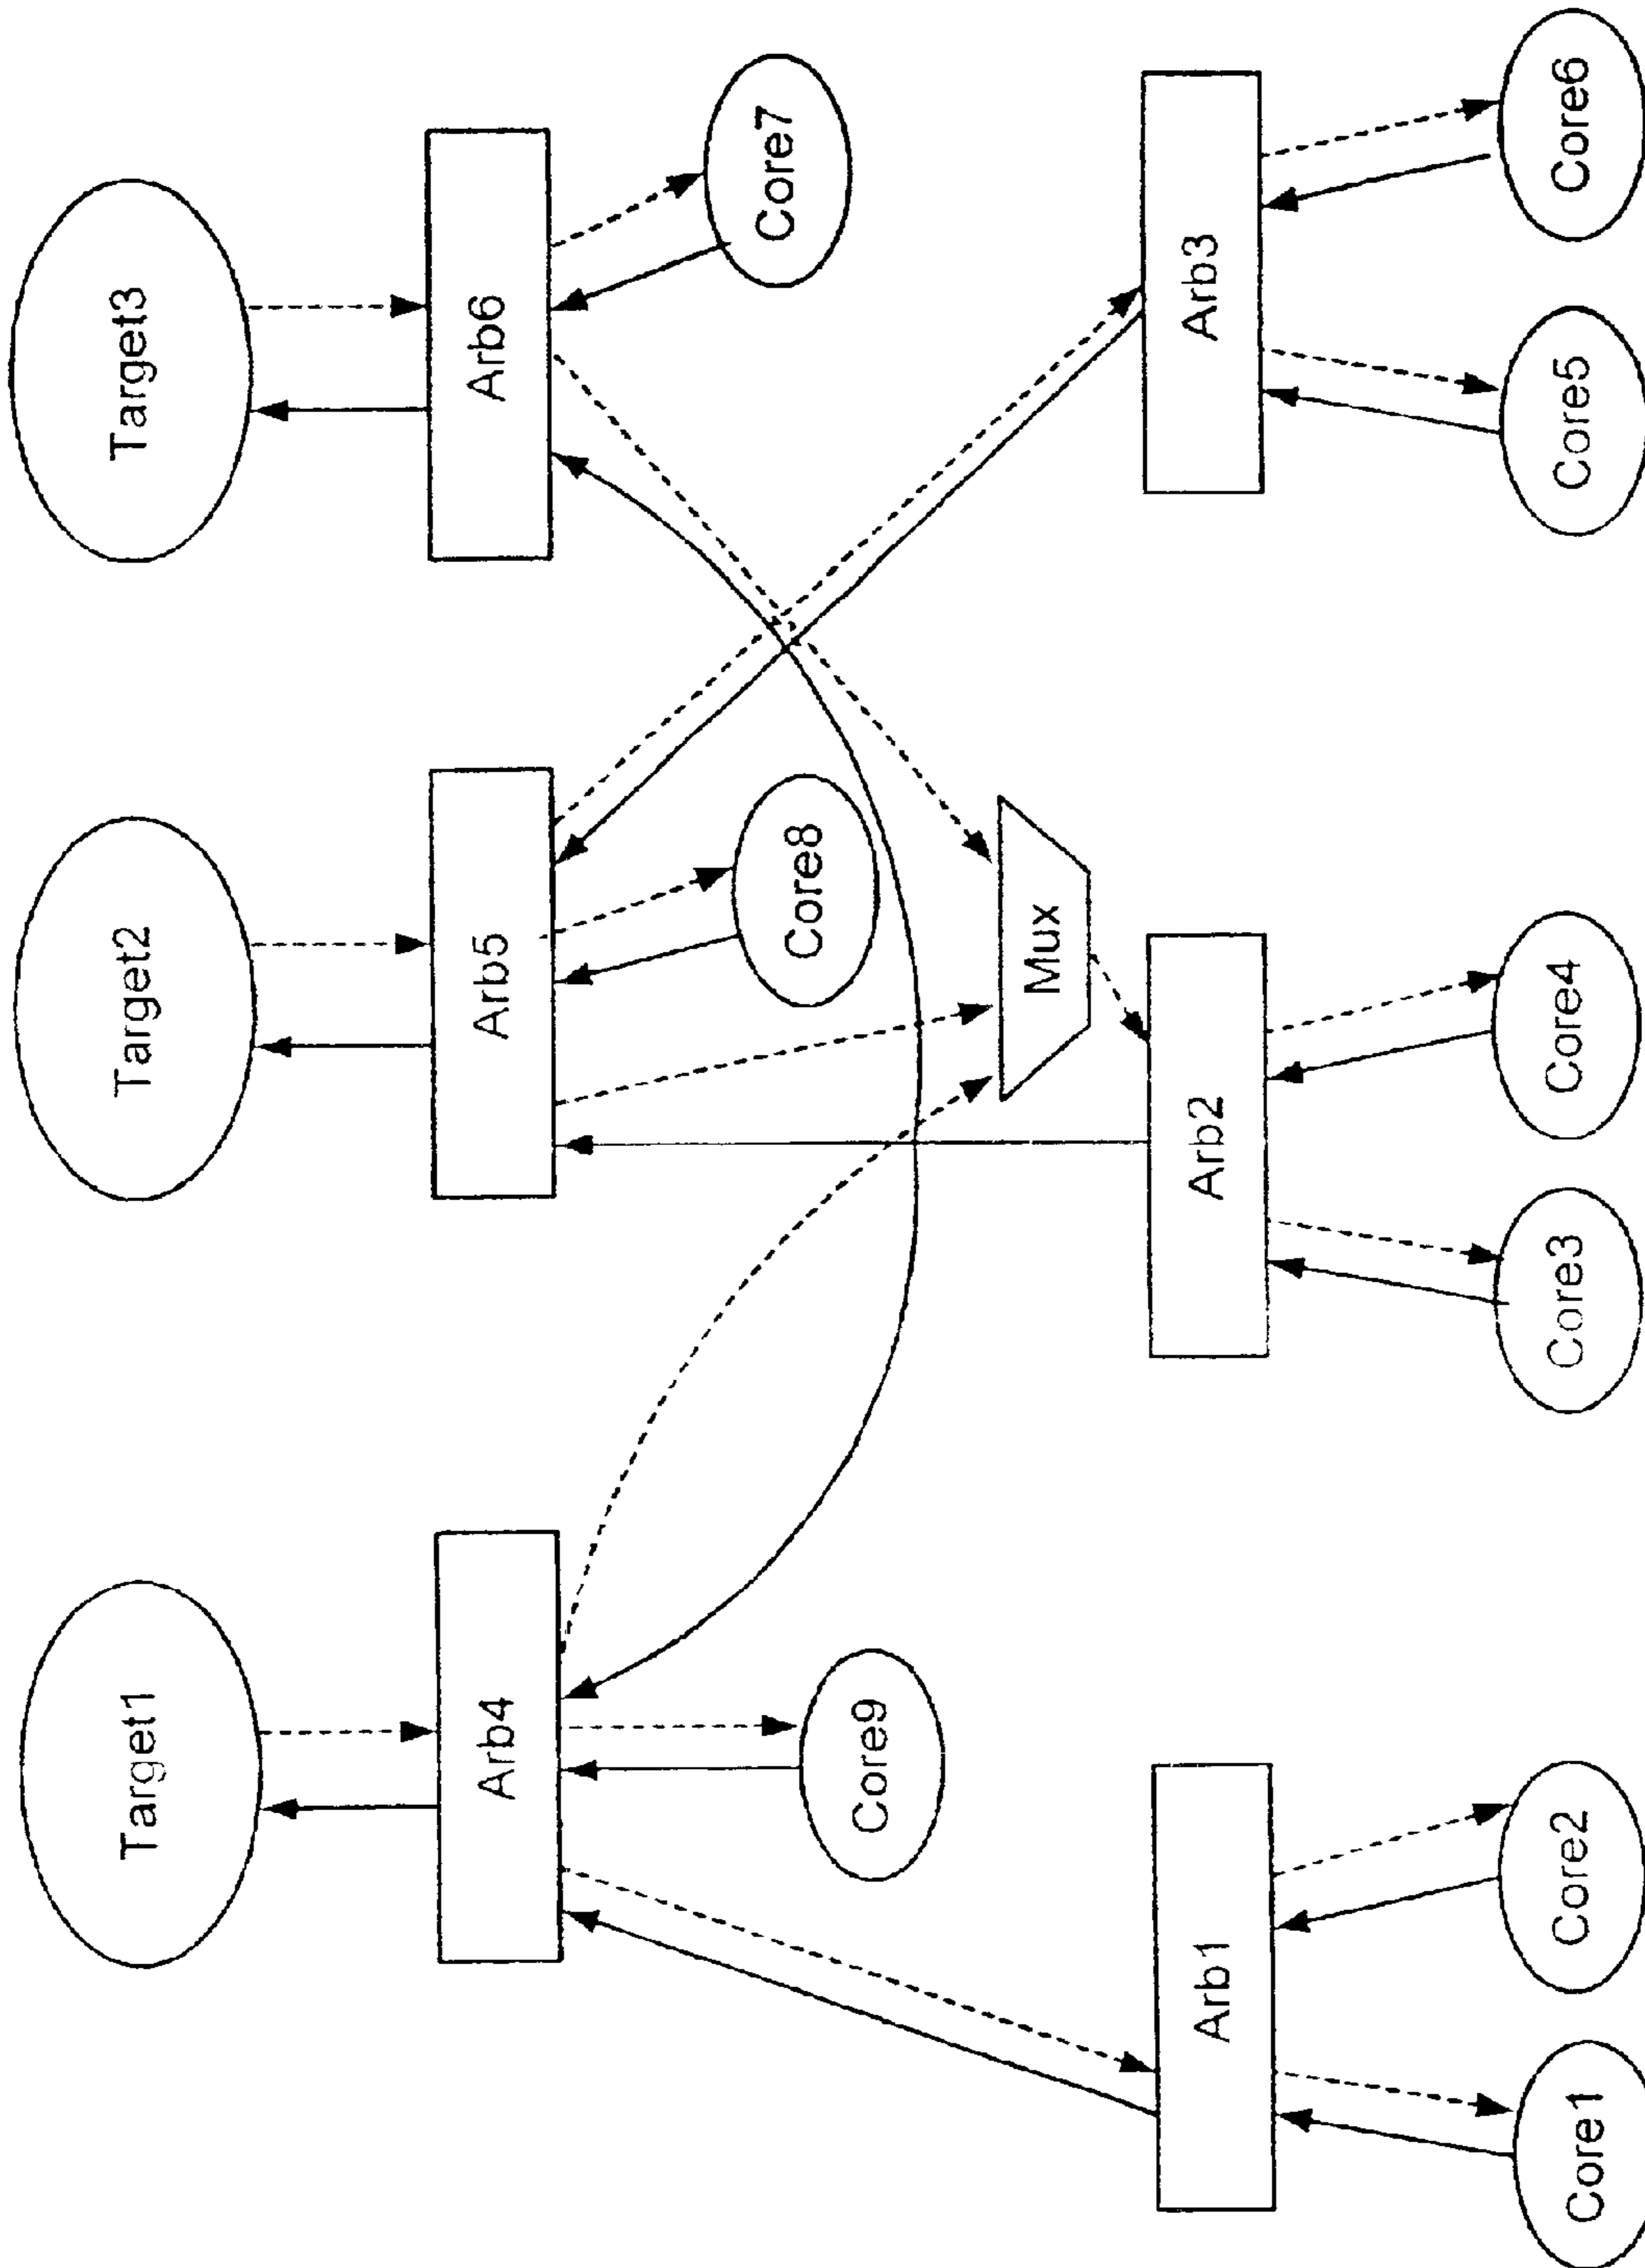 Target1
Target2
Target3
Arb4
Arb5
Arb6
Core9
Core8
Core7
Mux
Arb1
Arb2
Arb3
Core1
Core2
Core3
Core4
Core5
Core6